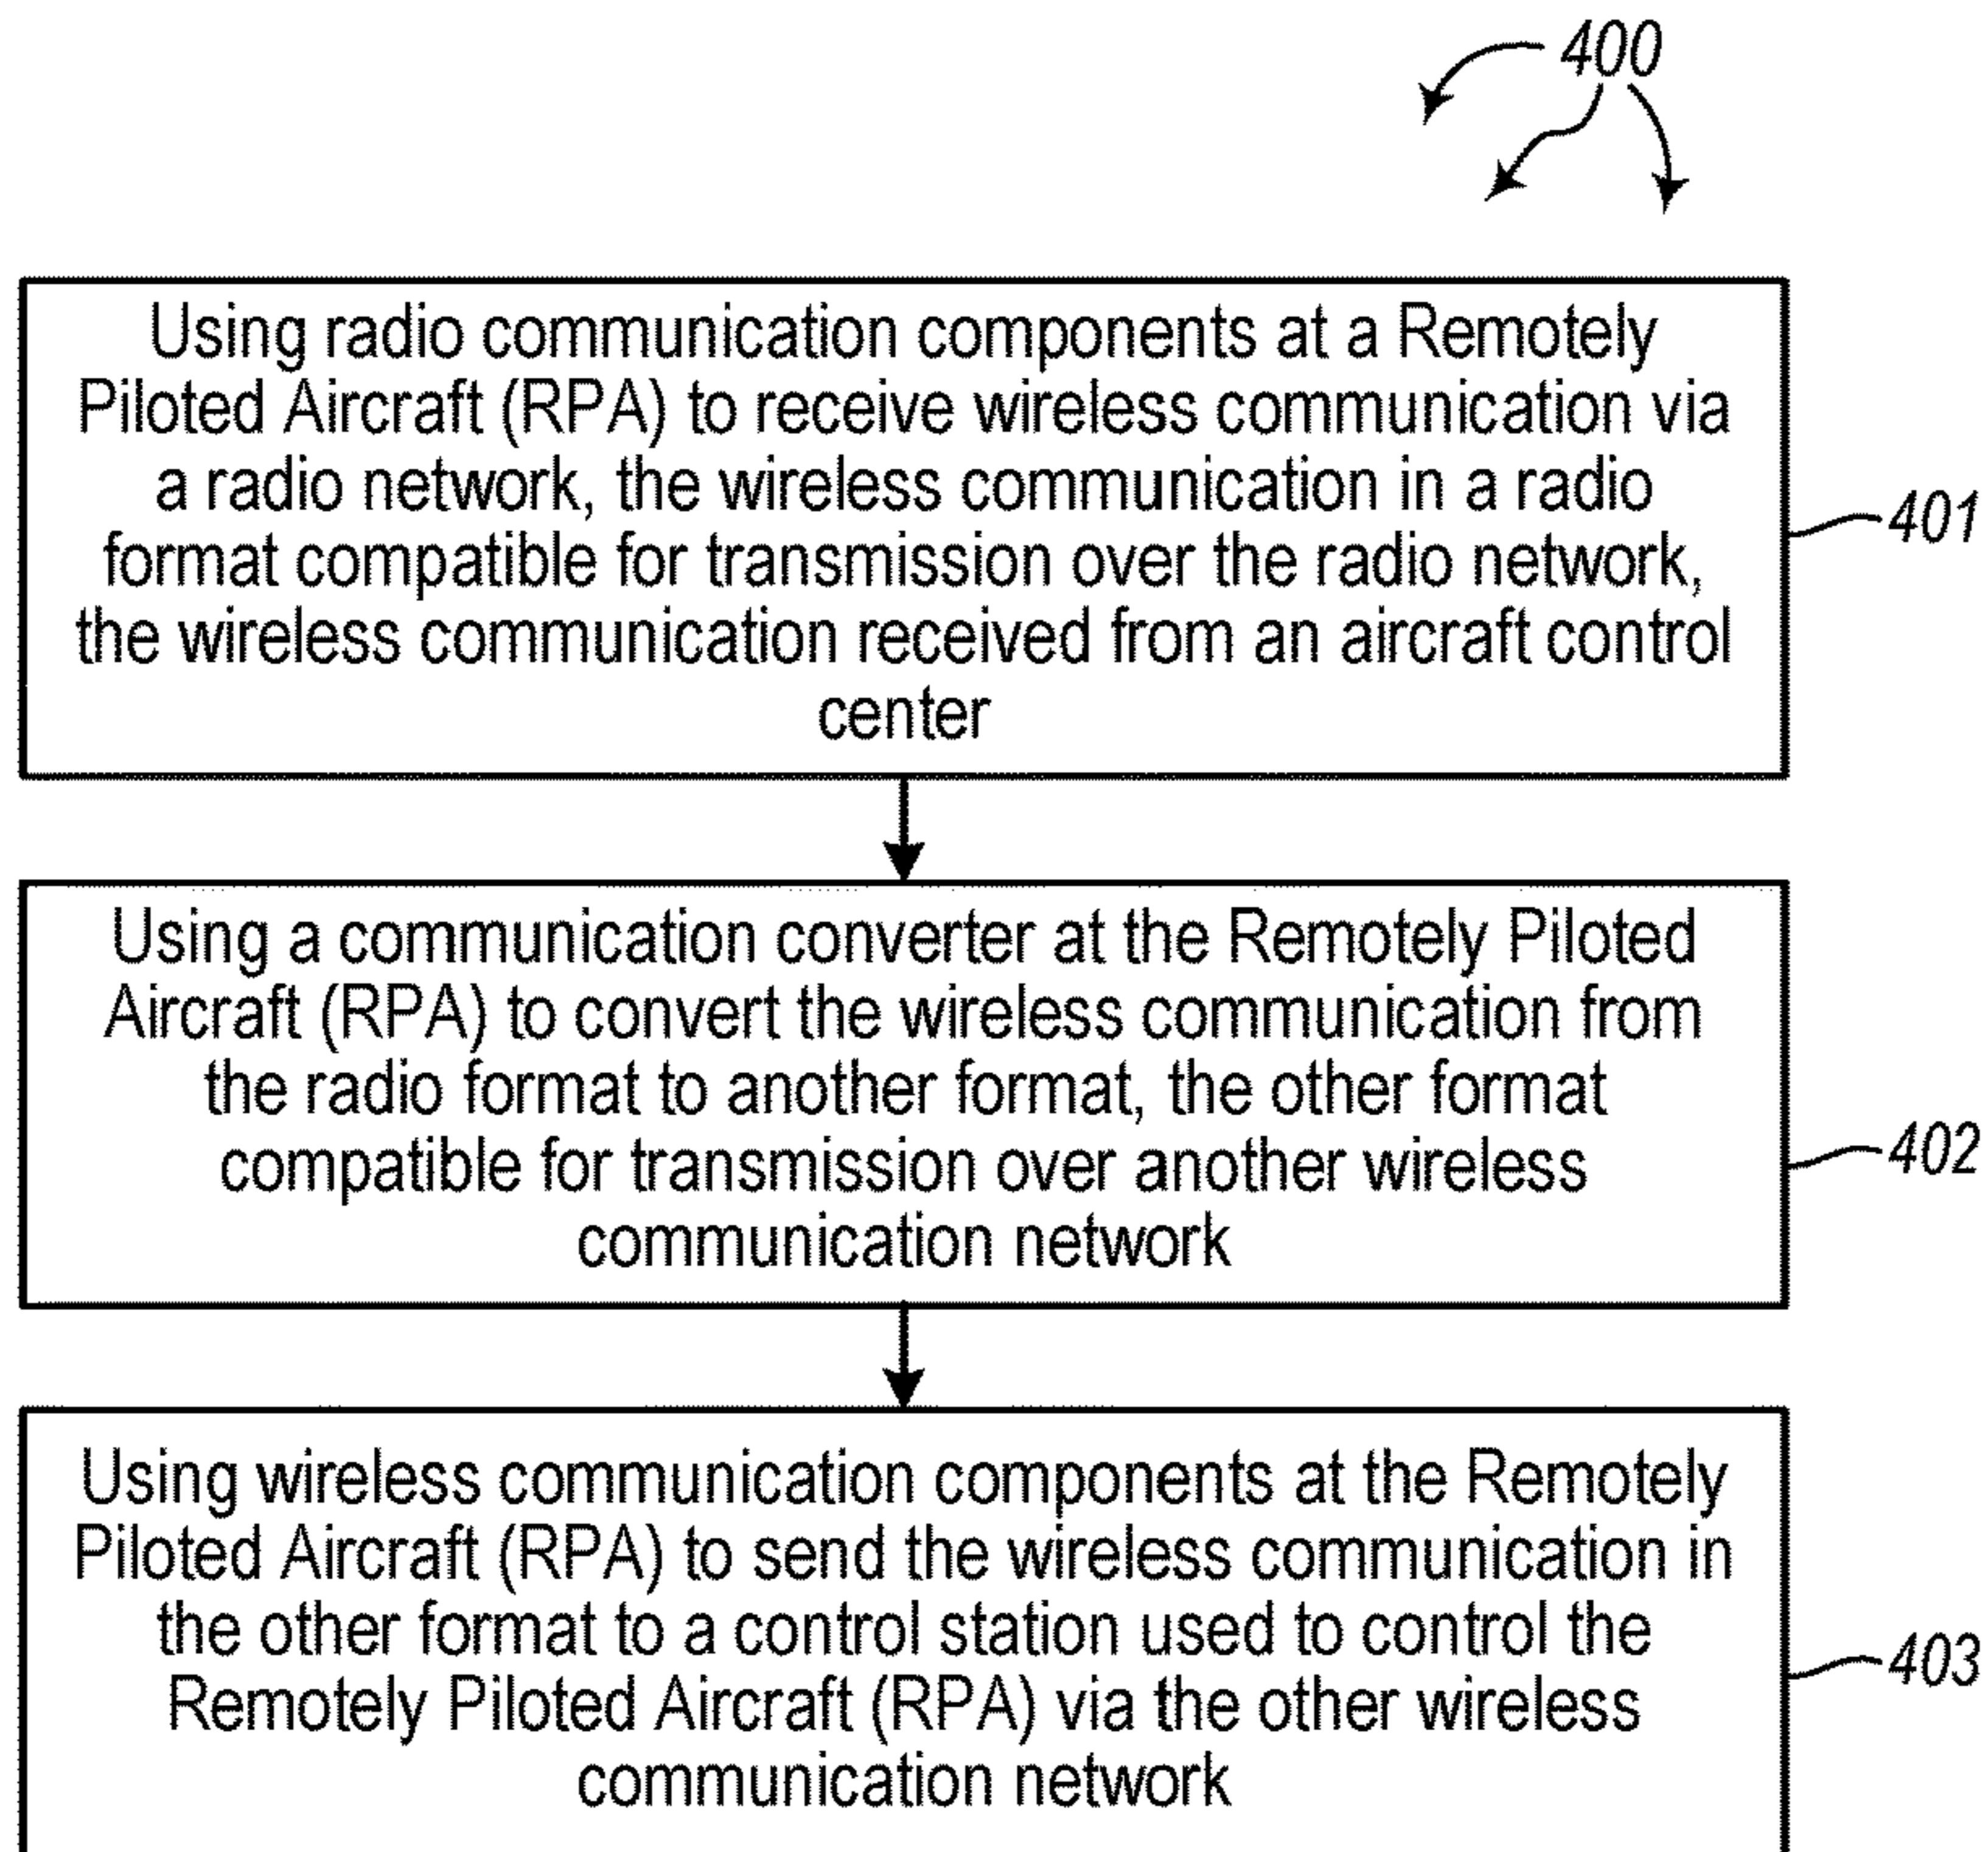 400
Using radio communication components at a Remotely
Piloted Aircraft (RPA) to receive wireless communication via
a radio network, the wireless communication in a radio
format compatible for transmission over the radio network,
the wireless communication received from an aircraft control
center
401
Using a communication converter at the Remotely Piloted
Aircraft (RPA) to convert the wireless communication from
the radio format to another format, the other format
compatible for transmission over another wireless
communication network
402
Using wireless communication components at the Remotely
Piloted Aircraft (RPA) to send the wireless communication in
the other format to a control station used to control the
Remotely Piloted Aircraft (RPA) via the other wireless
communication network
403